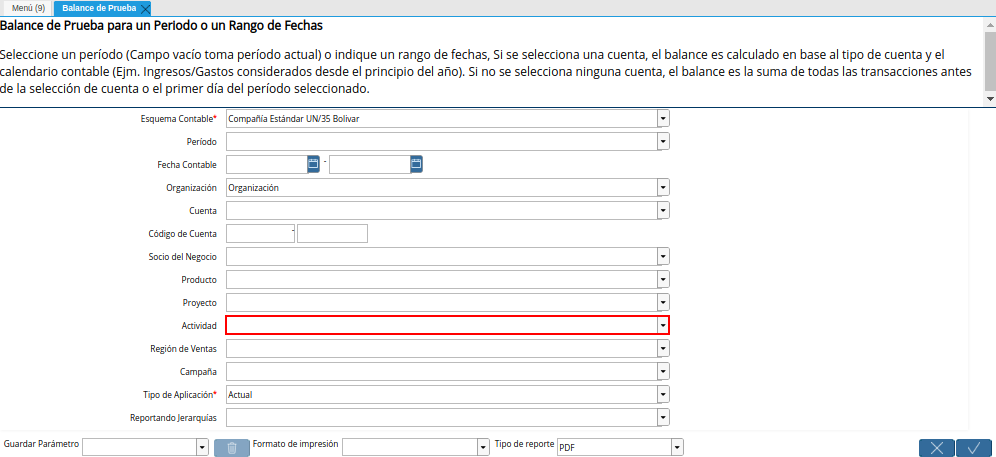 Menú (9) Balance de Prueba
Balance de Prueba para un Periodo o un Rango de Fechas
Seleccione un período (Campo vacío toma período actual) o indique un rango de fechas, Si se selecciona una cuenta, el balance es calculado en base al tipo de cuenta y el
calendario contable (Ejm. Ingresos/Gastos considerados desde el principio del año). Si no se selecciona ninguna cuenta, el balance es la suma de todas las transacciones antes
de la selección de cuenta o el primer día del período seleccionado.
Esquema Contable* Compañía Estándar UN/35 Bolivar
Período
Fecha Contable -
Organización Organización
Cuenta
Código de Cuenta -
Socio del Negocio
Producto
Proyecto
Actividad
Región de Ventas
Campaña
Tipo de Aplicación* Actual
Reportando Jerarquías
Guardar Parámetro Formato de impresión Tipo de reporte PDF